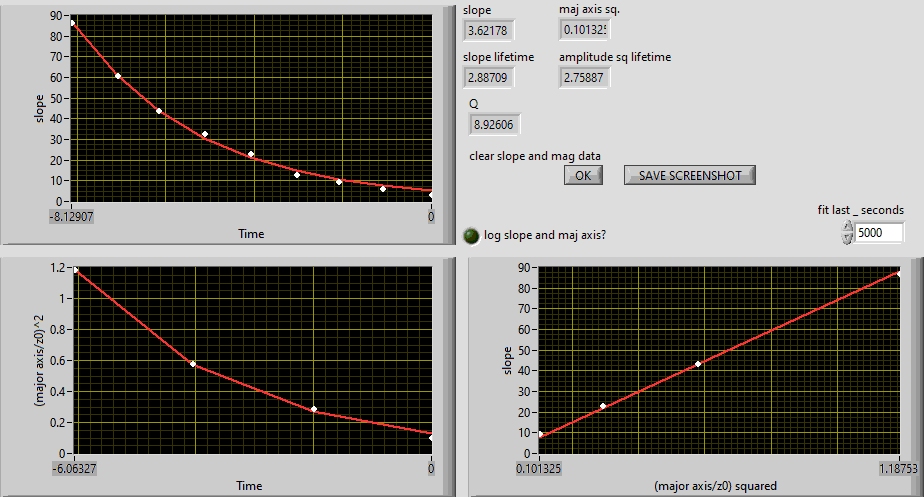 90
80
70
60
50
40
30
20
10
0
slope
-8.12907
0
Time
slope
3.62178
maj axis sq.
slope lifetime
2.88709
amplitude sq lifetime
2.75887
Q
8.92606
clear slope and mag data
OK
SAVE SCREENSHOT
fit last _ seconds
5000
log slope and maj axis?
1.2
1
0.8
0.6
0.4
0.2
0
(major axis/z0)^2
-6.06327
0
Time
90
80
70
60
50
40
30
20
10
0
slope
0.101325
1.18753
(major axis/z0) squared